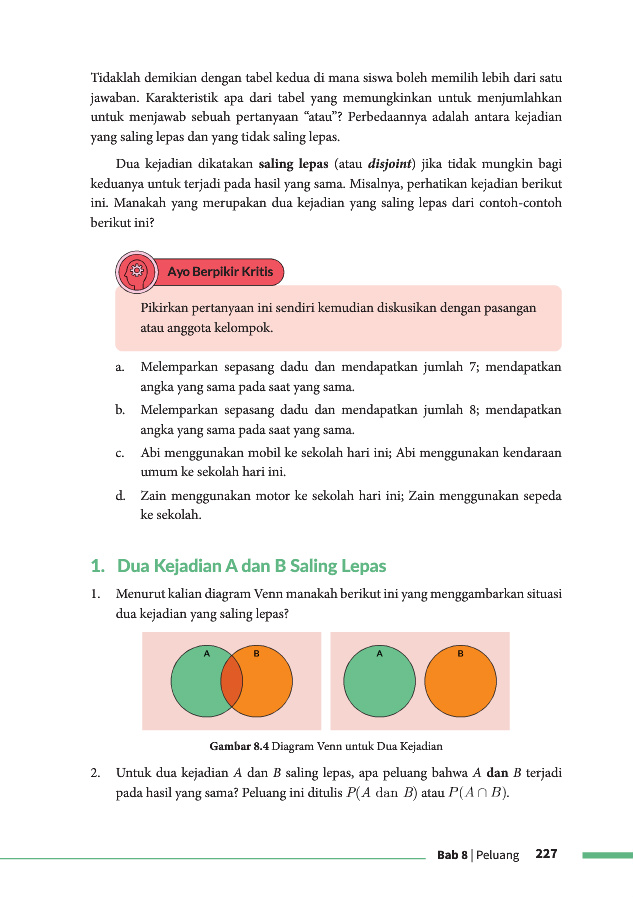 Tidaklah demikian dengan tabel kedua di mana siswa boleh memilih lebih dari satu
jawaban. Karakteristik apa dari tabel yang memungkinkan untuk menjumlahkan
untuk menjawab sebuah pertanyaan “atau”? Perbedaannya adalah antara kejadian
yang saling lepas dan yang tidak saling lepas.
Dua kejadian dikatakan saling lepas (atau disjoint) jika tidak mungkin bagi
keduanya untuk terjadi pada hasil yang sama. Misalnya, perhatikan kejadian berikut
ini. Manakah yang merupakan dua kejadian yang saling lepas dari contoh-contoh
berikut ini?
Ayo Berpikir Kritis
Pikirkan pertanyaan ini sendiri kemudian diskusikan dengan pasangan
atau anggota kelompok.
a. Melemparkan sepasang dadu dan mendapatkan jumlah 7; mendapatkan
angka yang sama pada saat yang sama.
b. Melemparkan sepasang dadu dan mendapatkan jumlah 8; mendapatkan
angka yang sama pada saat yang sama.
c. Abi menggunakan mobil ke sekolah hari ini; Abi menggunakan kendaraan
umum ke sekolah hari ini.
d. Zain menggunakan motor ke sekolah hari ini; Zain menggunakan sepeda
ke sekolah.
1. Dua Kejadian A dan B Saling Lepas
1. Menurut kalian diagram Venn manakah berikut ini yang menggambarkan situasi
dua kejadian yang saling lepas?
A B A B
Gambar 8.4 Diagram Venn untuk Dua Kejadian
2. Untuk dua kejadian A dan B saling lepas, apa peluang bahwa A dan B terjadi
pada hasil yang sama? Peluang ini ditulis P(A dan B) atau P(A ∩ B).
Bab 8 | Peluang 227